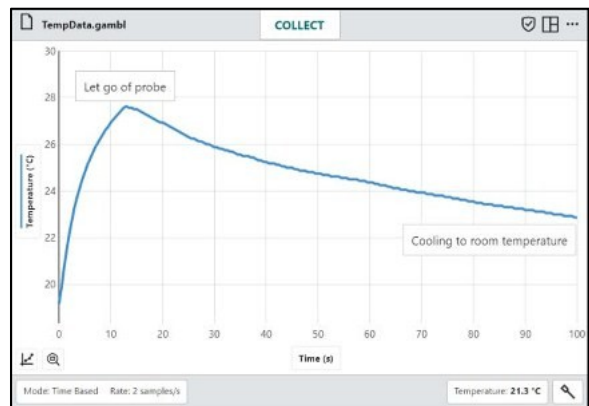 TempData.gambl
COLLECT
30
28
26
24
22
20
Temperature (°C)
Let go of probe
Cooling to room temperature
0 10 20 30 40 50 60 70 80 90 100
Time (s)
Mode: Time Based Rate: 2 samples/s
Temperature: 21.3 °C